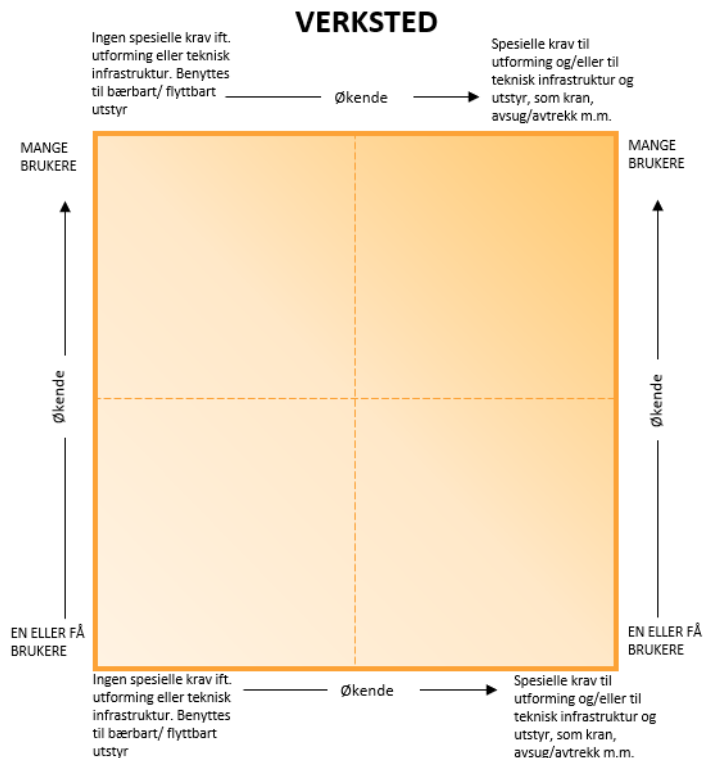 VERKSTED
Ingen spesielle krav ift.
utforming eller teknisk
infrastruktur. Benyttes
til bærbart/ flyttbart
utstyr
Økende
Spesielle krav til
utforming og/eller til
teknisk infrastruktur og
utstyr, som kran,
avsug/avtrekk m.m.
MANGE
BRUKERE
MANGE
BRUKERE
Økende
Økende
EN ELLER FÅ
BRUKERE
EN ELLER FÅ
BRUKERE
Ingen spesielle krav ift.
utforming eller teknisk
infrastruktur. Benyttes
til bærbart/ flyttbart
utstyr
Økende
Spesielle krav til
utforming og/eller til
teknisk infrastruktur og
utstyr, som kran,
avsug/avtrekk m.m.